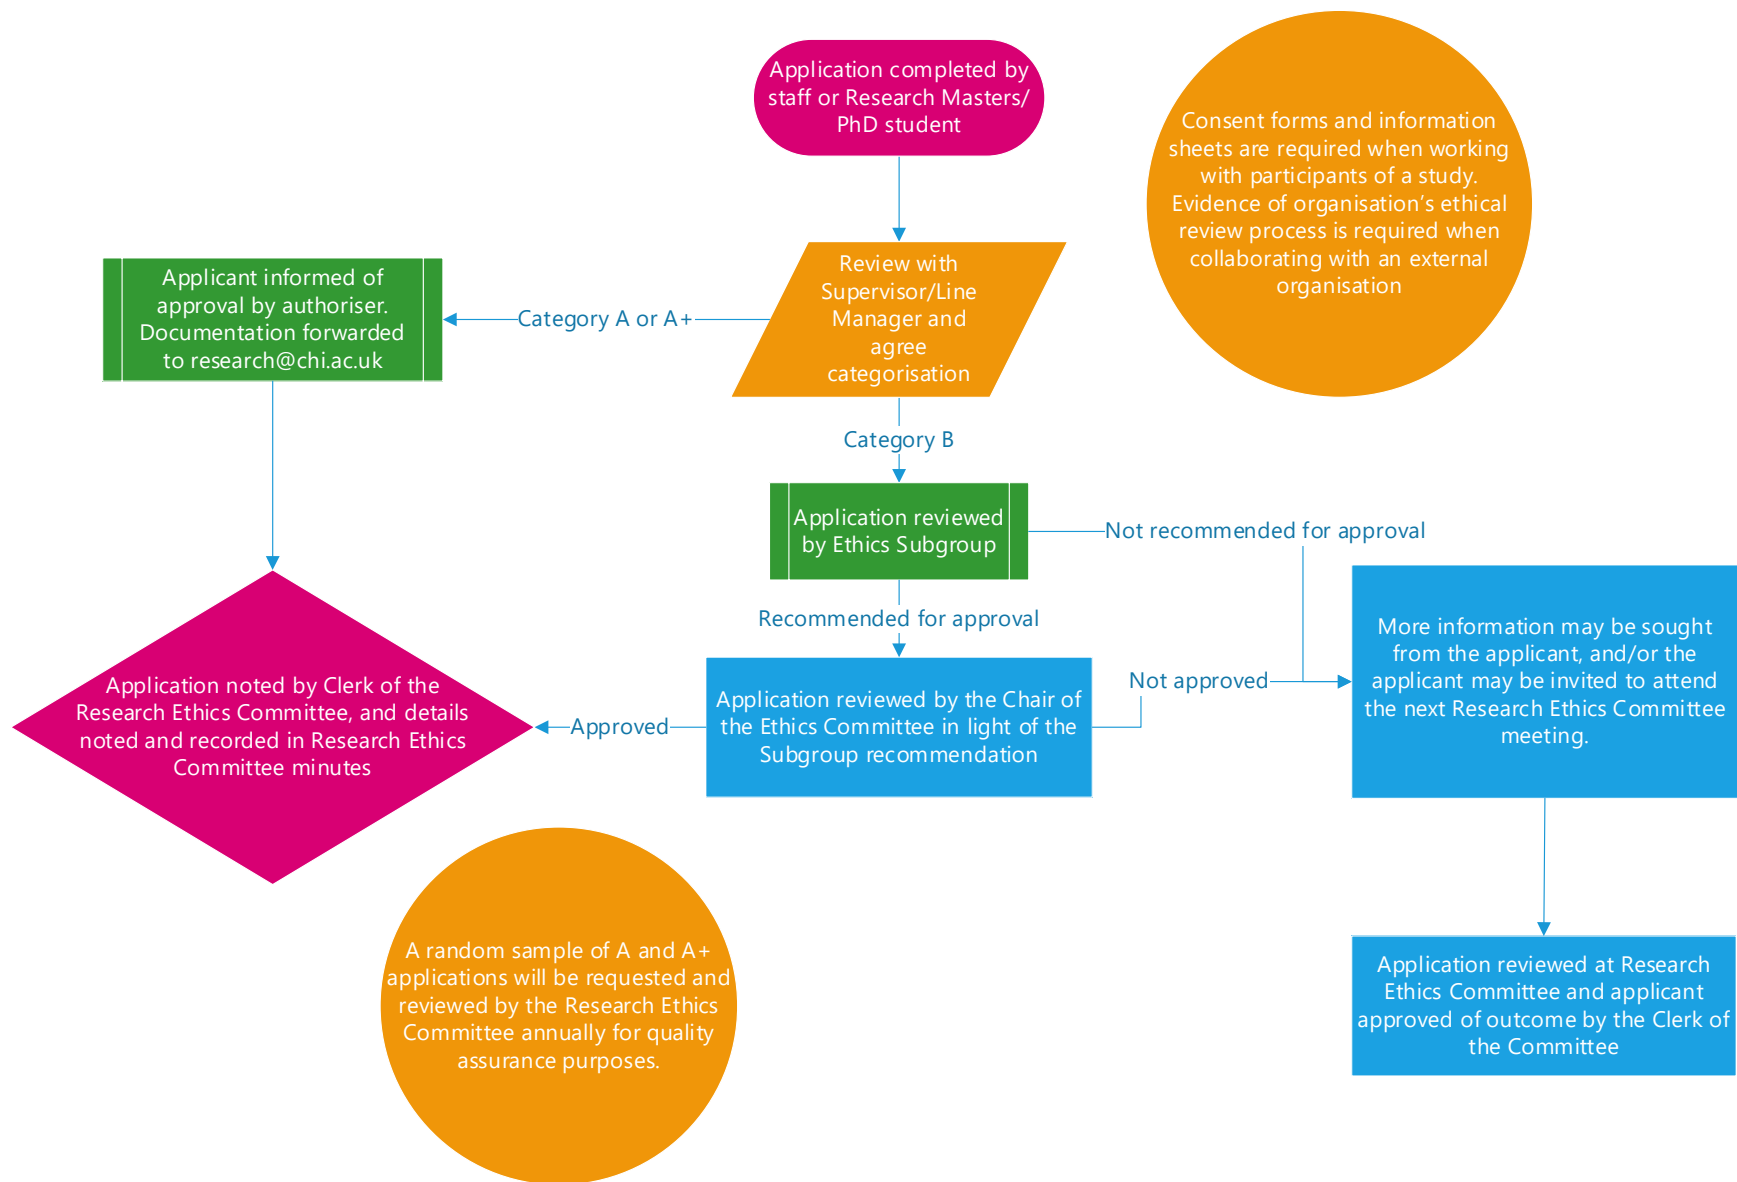 Application completed by
staff or Research Masters/
PhD student
Consent forms and information
sheets are required when working
with participants of a study.
Evidence of organisation's ethical
review process is required when
collaborating with an external
organisation
Review with
Supervisor/Line
Manager and
agree
categorisation
Category A or A+
Applicant informed of
approval by authoriser.
Documentation forwarded
to research@chi.ac.uk
Category B
Application reviewed
by Ethics Subgroup
Not recommended for approval
Recommended for approval
More information may be sought
from the applicant, and/or the
applicant may be invited to attend
the next Research Ethics Committee
meeting.
Not approved
Application reviewed by the Chair of
the Ethics Committee in light of the
Subgroup recommendation
Approved
Application noted by Clerk of the
Research Ethics Committee, and details
noted and recorded in Research Ethics
Committee minutes
A random sample of A and A+
applications will be requested and
reviewed by the Research Ethics
Committee annually for quality
assurance purposes.
Application reviewed at Research
Ethics Committee and applicant
approved of outcome by the Clerk of
the Committee